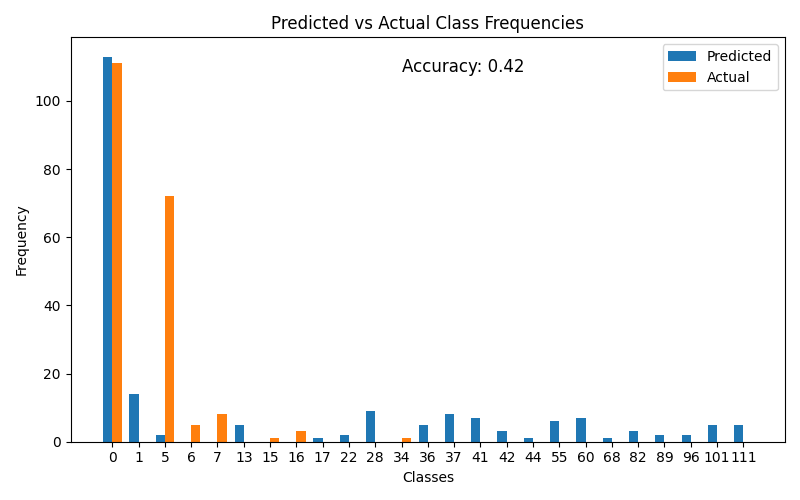 Predicted vs Actual Class Frequencies
Accuracy: 0.42
Predicted
Actual
Frequency
100
80
60
40
20
0
0 1 5 6 7 13 15 16 17 22 28 34 36 37 41 42 44 55 60 68 82 89 96 101 111
Classes